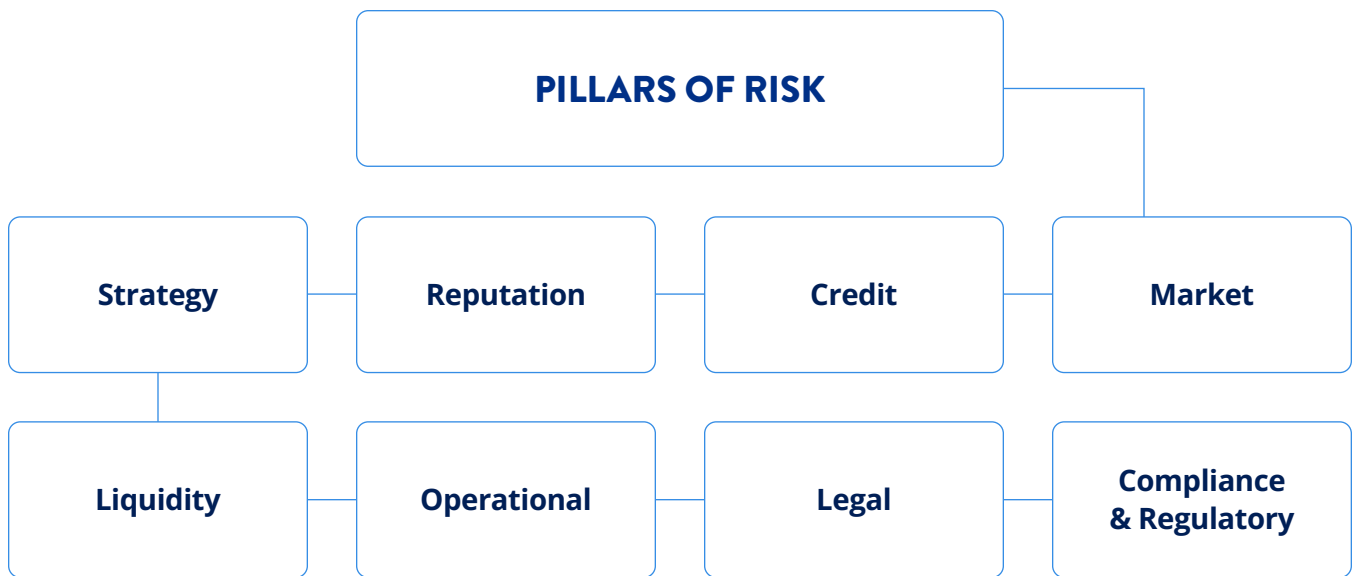 PILLARS OF RISK
Strategy
Reputation
Credit
Market
Liquidity
Operational
Legal
Compliance
& Regulatory